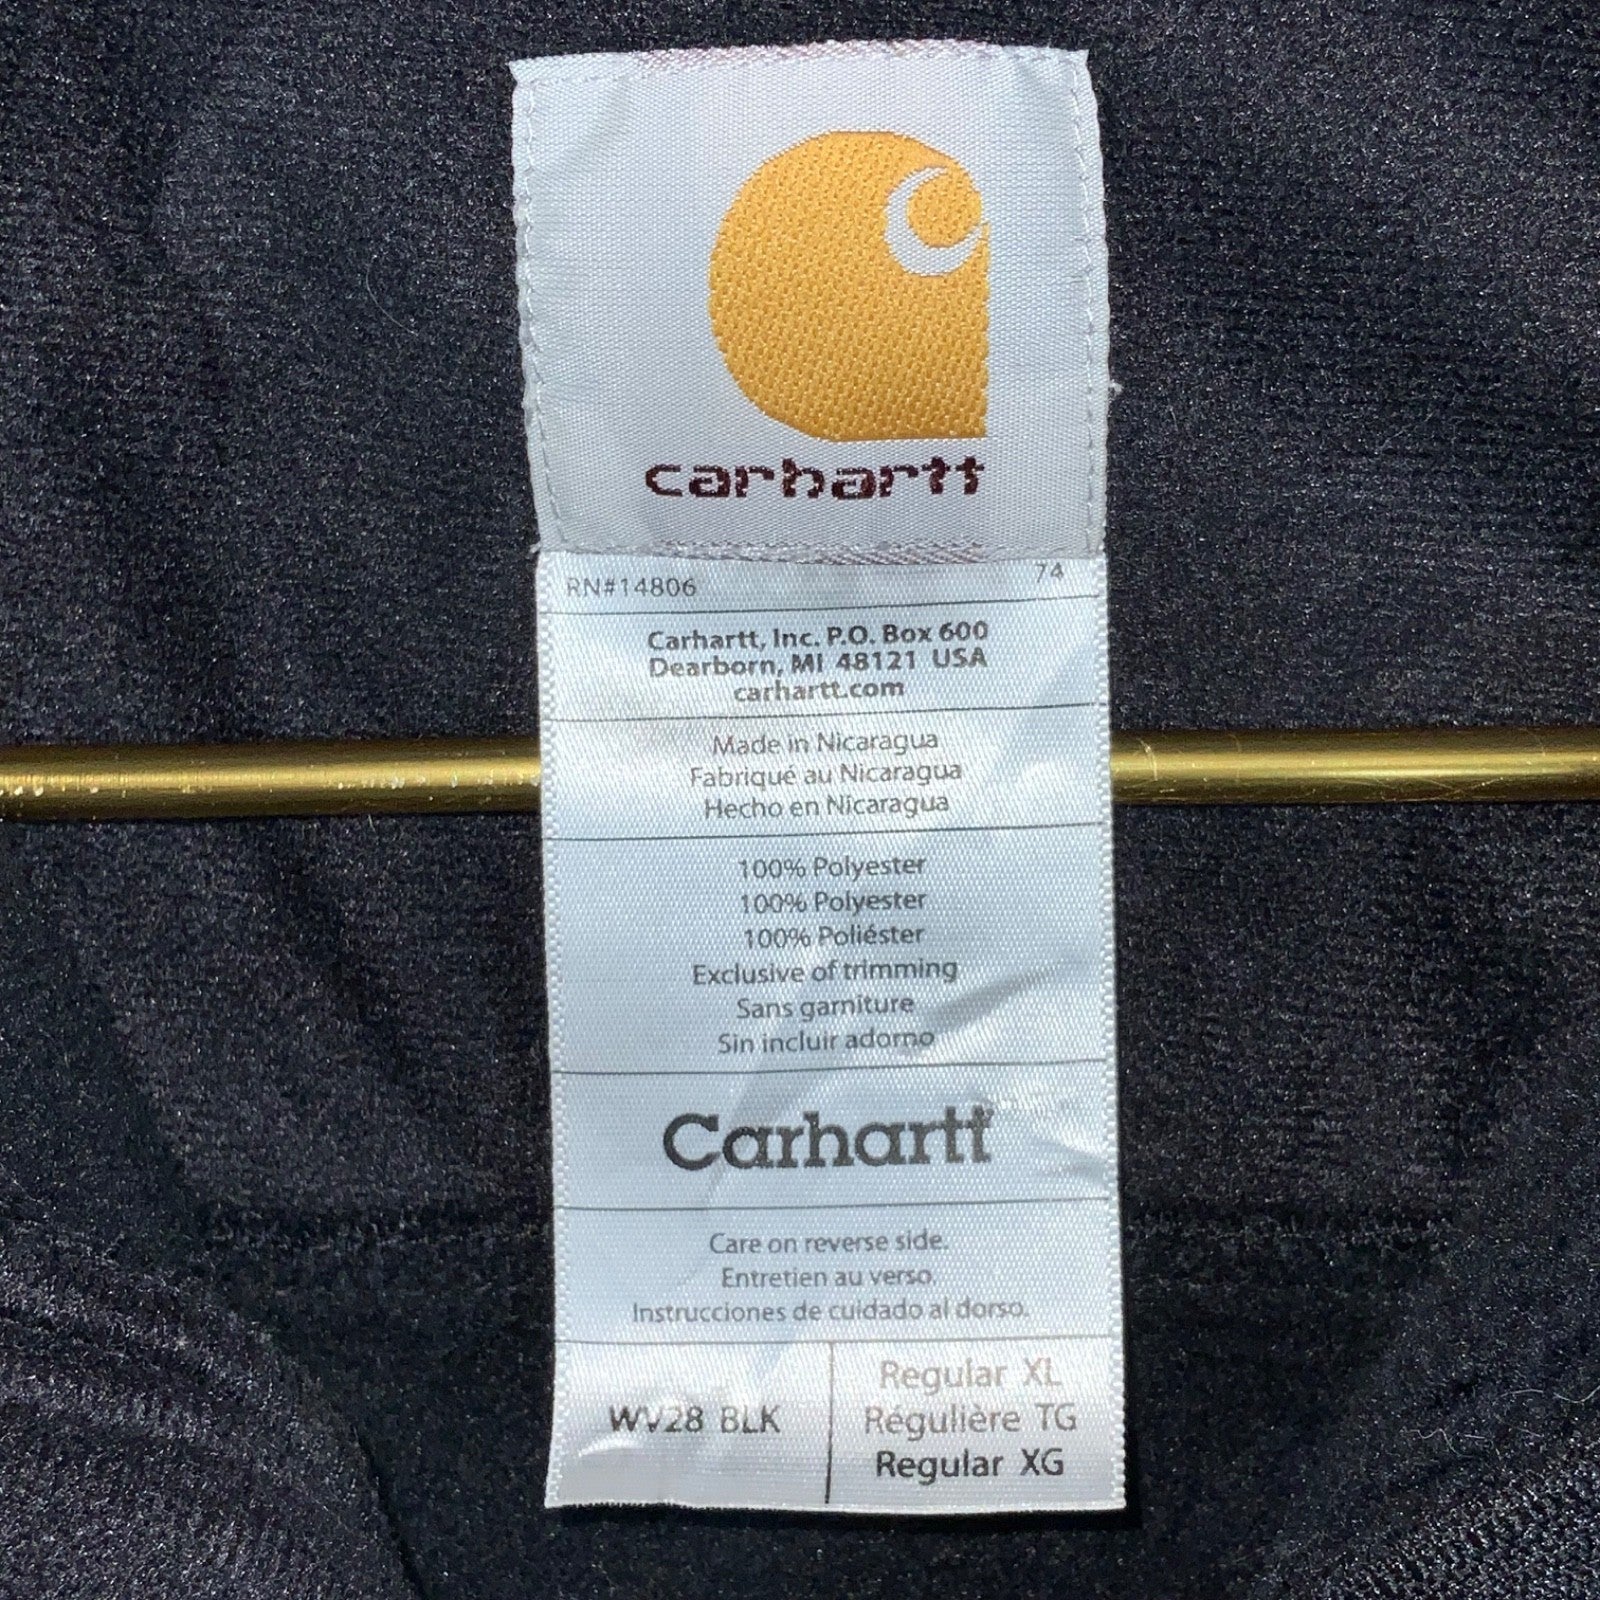 carhartt
RN#14806 74
Carhartt, Inc. P.O. Box 600
Dearborn, MI 48121 USA
carhartt.com
Made in Nicaragua
Fabriqué au Nicaragua
Hecho en Nicaragua
100% Polyester
100% Polyester
100% Poliéster
Exclusive of trimming
Sans garniture
Sin incluir adorno
Carhartt
Care on reverse side.
Entretien au verso.
Instrucciones de cuidado al dorso.
Regular XL
WV28 BLK Régulière TG
Regular XG